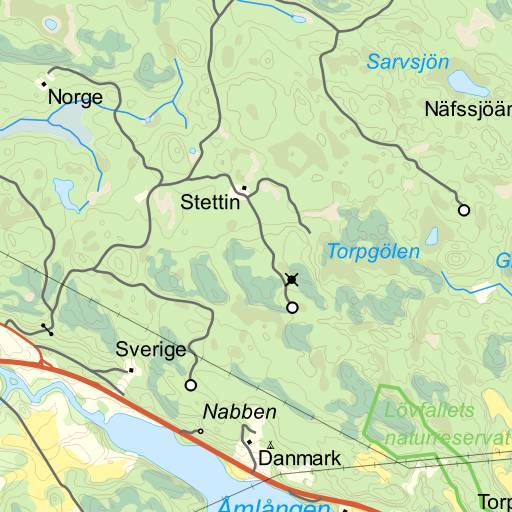 Sarvsjön
Norge
Näfssjöär
Stettin
Torpgölen
G
Sverige
Nabben
Lövfallets
naturreservat
Danmark
Åmlången
Torp